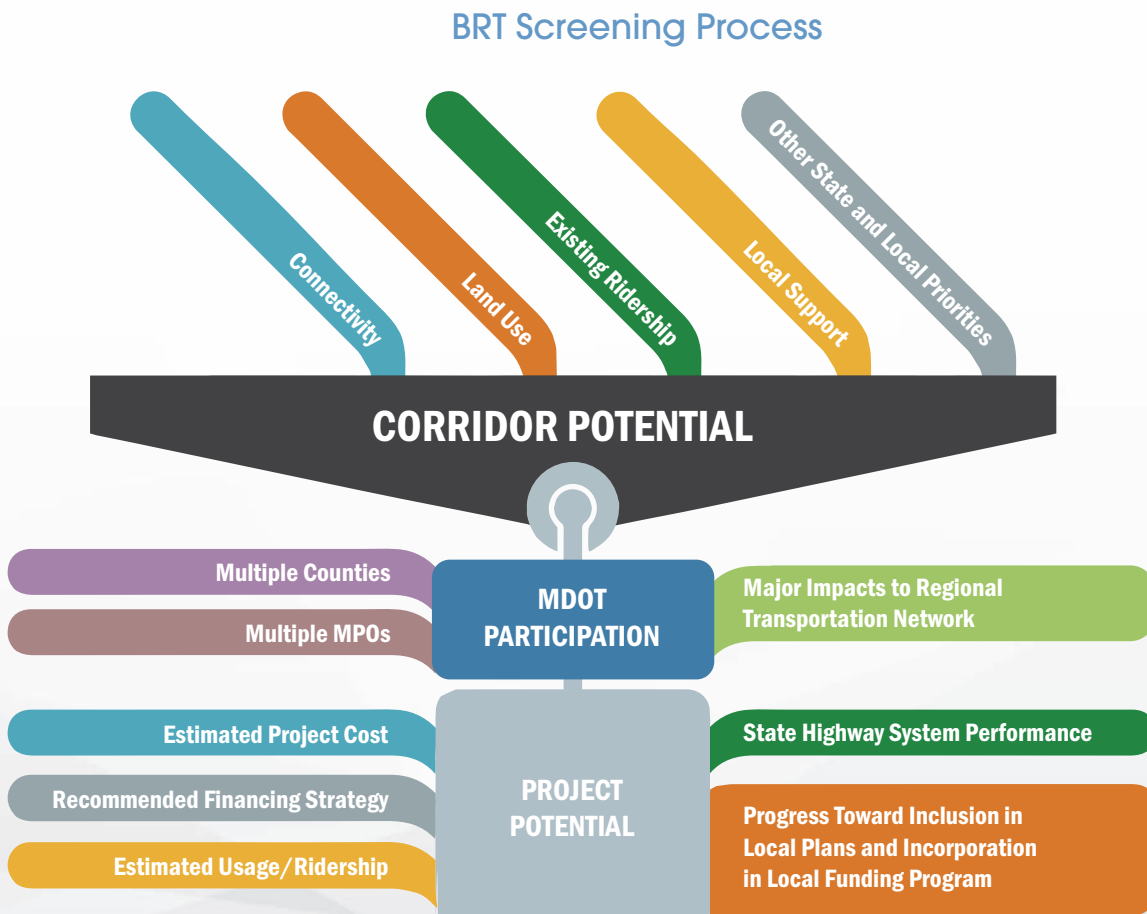 BRT Screening Process
Connectivity
Land Use
Existing Ridership
Local Support
Other State and Local Priorities
CORRIDOR POTENTIAL
Multiple Counties
Multiple MPOs
MDOT
PARTICIPATION
Major Impacts to Regional
Transportation Network
Estimated Project Cost
Recommended Financing Strategy
Estimated Usage/Ridership
PROJECT
POTENTIAL
State Highway System Performance
Progress Toward Inclusion in
Local Plans and Incorporation
in Local Funding Program